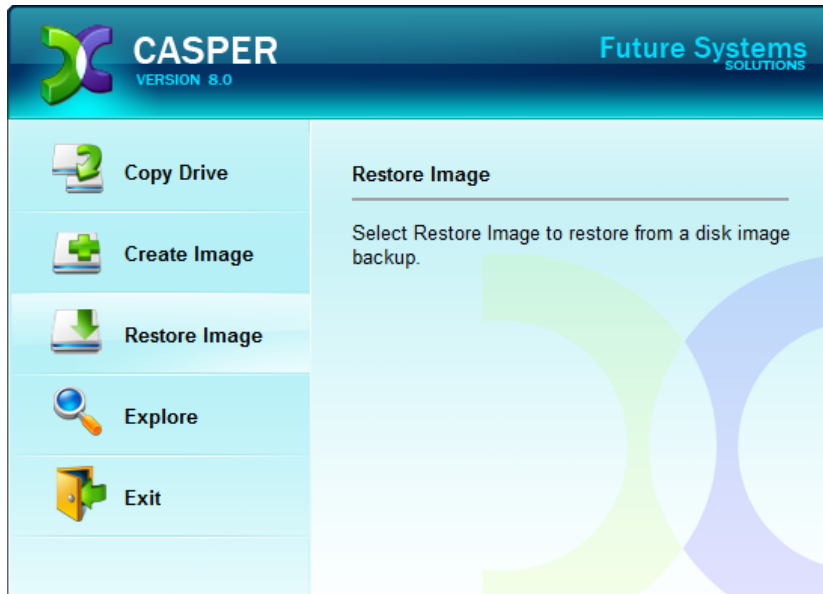 CASPER
VERSION 8.0
Future Systems
SOLUTIONS
Copy Drive
Create Image
Restore Image
Explore
Exit
Restore Image
Select Restore Image to restore from a disk image
backup.